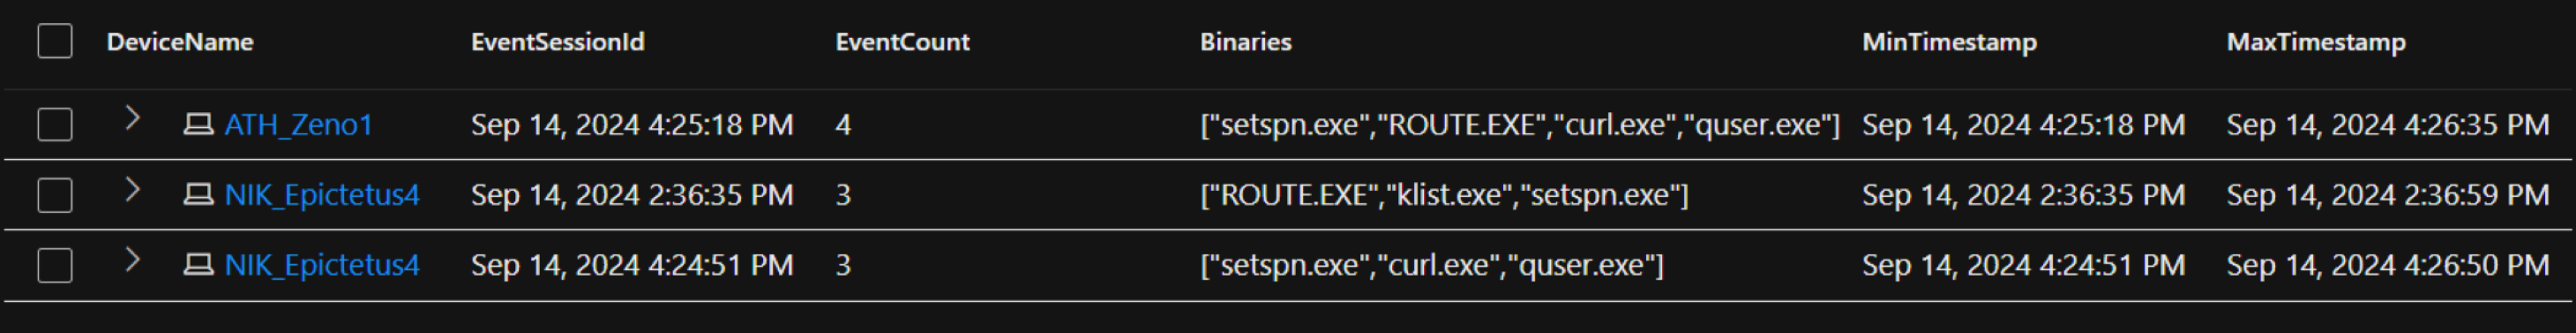 DeviceName EventSessionId EventCount Binaries MinTimestamp MaxTimestamp
ATH_Zeno1 Sep 14, 2024 4:25:18 PM 4 ["setspn.exe","ROUTE.EXE","curl.exe","quser.exe"] Sep 14, 2024 4:25:18 PM Sep 14, 2024 4:26:35 PM
NIK_Epictetus4 Sep 14, 2024 2:36:35 PM 3 ["ROUTE.EXE","klist.exe","setspn.exe"] Sep 14, 2024 2:36:35 PM Sep 14, 2024 2:36:59 PM
NIK_Epictetus4 Sep 14, 2024 4:24:51 PM 3 ["setspn.exe","curl.exe","quser.exe"] Sep 14, 2024 4:24:51 PM Sep 14, 2024 4:26:50 PM